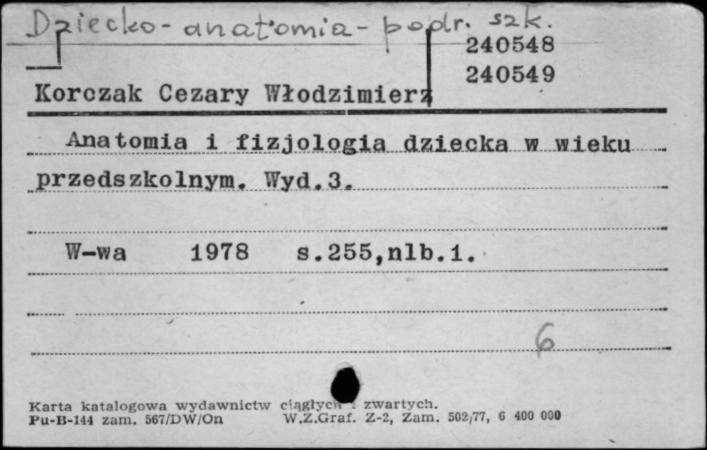 Dziecko - anatomia - podr. szk.
240548
240549
Korczak Cezary Włodzimierz
Anatomia i fizjologia dziecka w wieku
przedszkolnym. Wyd.3.
W-wa 1978 s.255,nlb.1.
6
Karta katalogowa wydawnictw ciągłych i zwartych.
Pu-B-144 zam. 567/DW/On W.Z.Graf. Z-2, Zam. 502/77, 6 400 000